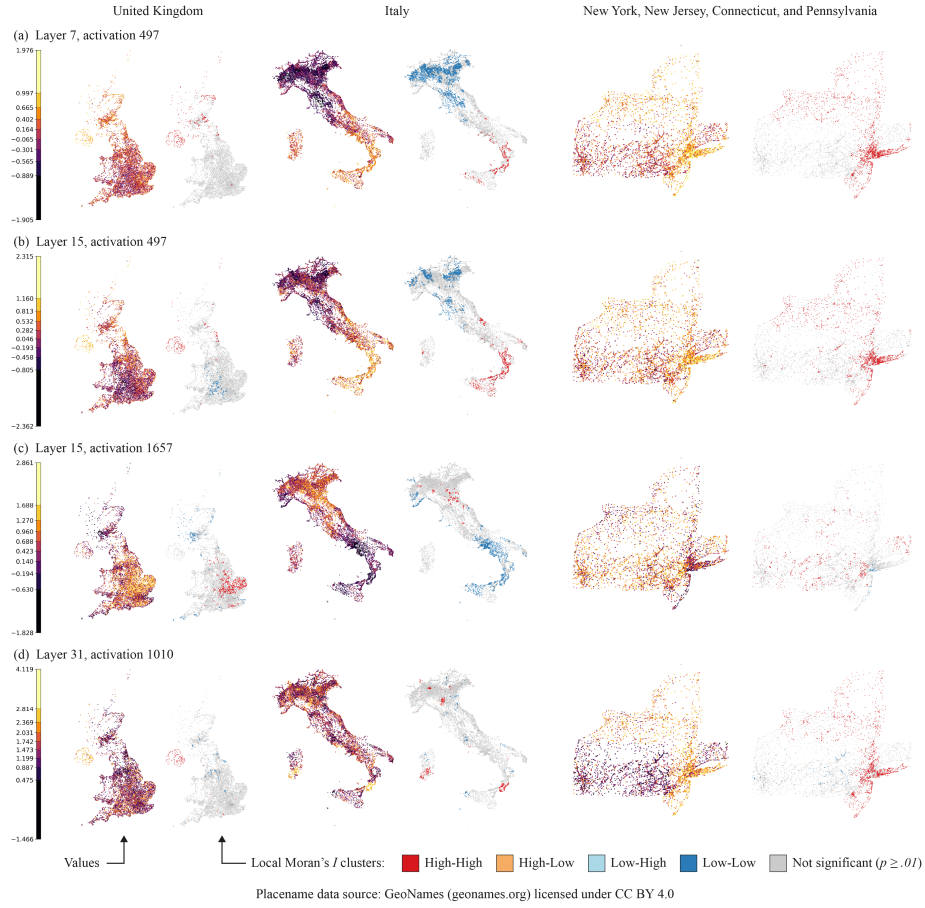 United Kingdom
Italy
New York, New Jersey, Connecticut, and Pennsylvania
(a) Layer 7, activation 497
1.976
0.997
0.665
0.402
0.164
−0.065
−0.301
−0.565
−0.889
−1.905
(b) Layer 15, activation 497
2.315
1.160
0.813
0.532
0.282
0.046
−0.193
−0.458
−0.805
−2.362
(c) Layer 15, activation 1657
2.861
1.688
1.270
0.960
0.688
0.423
0.140
−0.194
−0.630
−1.828
(d) Layer 31, activation 1010
4.119
2.814
2.369
2.031
1.742
1.473
1.199
0.887
0.475
−1.466
Values
Local Moran's I clusters:
High-High
High-Low
Low-High
Low-Low
Not significant (p ≥ .01)
Placename data source: GeoNames (geonames.org) licensed under CC BY 4.0